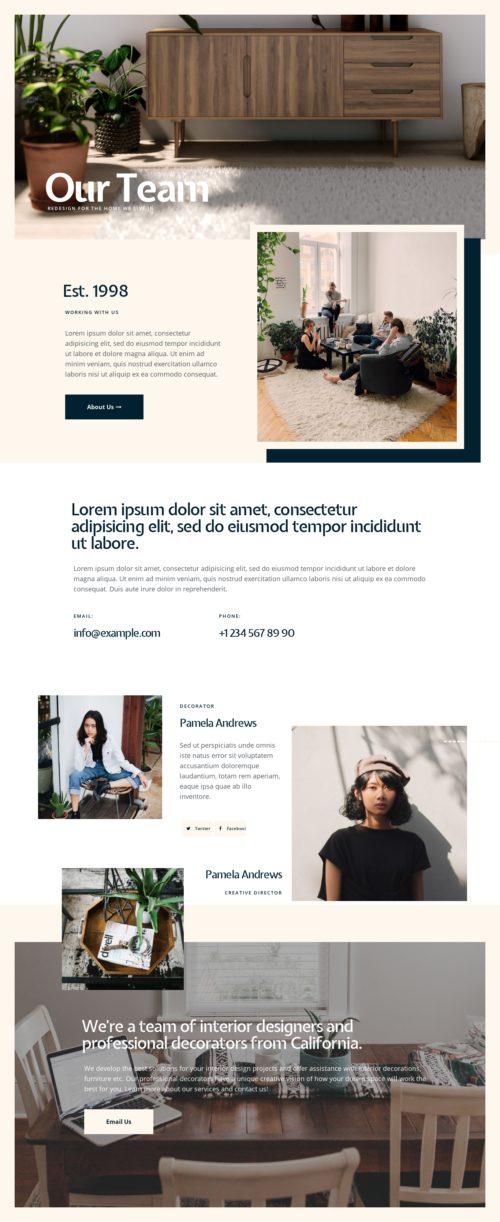 Our Team
REDESIGN FOR THE HOME WE LIVE IN
Est. 1998
WORKING WITH US
Lorem ipsum dolor sit amet, consectetur
adipisicing elit, sed do eiusmod tempor incididunt
ut labore et dolore magna aliqua. Ut enim ad
minim veniam, quis nostrud exercitation ullamco
laboris nisi ut aliquip ex ea commodo consequat.
About Us →
Lorem ipsum dolor sit amet, consectetur
adipisicing elit, sed do eiusmod tempor incididunt
ut labore.
Lorem ipsum dolor sit amet, consectetur adipisicing elit, sed do eiusmod tempor incididunt ut labore et dolore
magna aliqua. Ut enim ad minim veniam, quis nostrud exercitation ullamco laboris nisi ut aliquip ex ea commodo
consequat. Duis aute irure dolor in reprehenderit.
EMAIL:
info@example.com
PHONE:
+1 234 567 89 90
DECORATOR
Pamela Andrews
Sed ut perspiciatis unde omnis
iste natus error sit voluptatem
accusantium doloremque
laudantium, totam rem aperiam,
eaque ipsa quae ab illo
inventore.
Twitter
Facebook
Pamela Andrews
CREATIVE DIRECTOR
dwell
We're a team of interior designers and
professional decorators from California.
We develop the best solutions for your interior design projects and offer assistance with interior decorations,
furniture etc. Our professional decorators have a unique creative vision of how your dream space will work the
best for you. Learn more about our services and contact us!
Email Us